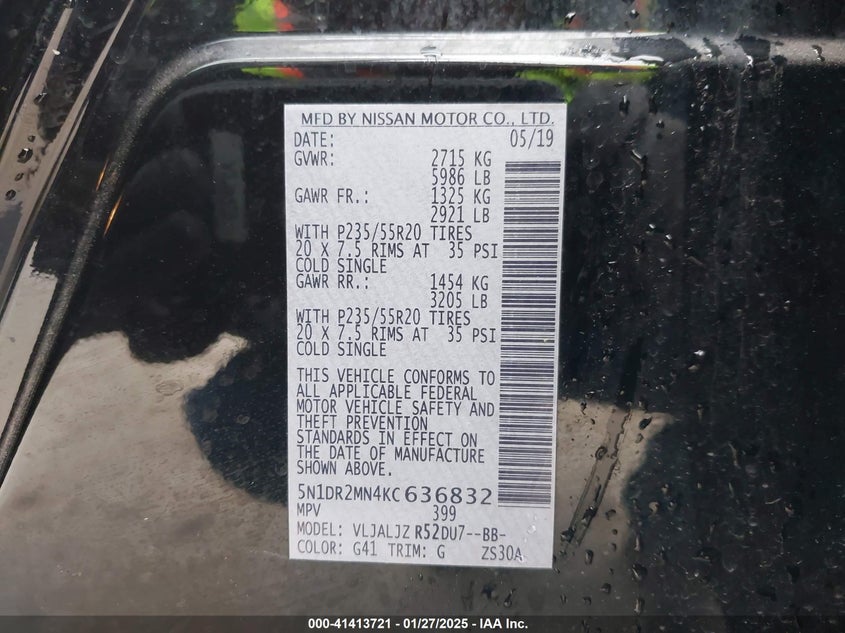 MFD BY NISSAN MOTOR CO., LTD.
DATE: 05/19
GVWR: 2715 KG
5986 LB
GAWR FR.: 1325 KG
2921 LB
WITH P235/55R20 TIRES
20 X 7.5 RIMS AT 35 PSI
COLD SINGLE
GAWR RR.: 1454 KG
3205 LB
WITH P235/55R20 TIRES
20 X 7.5 RIMS AT 35 PSI
COLD SINGLE
THIS VEHICLE CONFORMS TO
ALL APPLICABLE FEDERAL
MOTOR VEHICLE SAFETY AND
THEFT PREVENTION
STANDARDS IN EFFECT ON
THE DATE OF MANUFACTURE
SHOWN ABOVE.
5N1DR2MN4KC636832
MPV 399
MODEL: VLJALJZ R52DU7--BB-
COLOR: G41 TRIM: G ZS30A
000-41413721 - 01/27/2025 - IAA Inc.